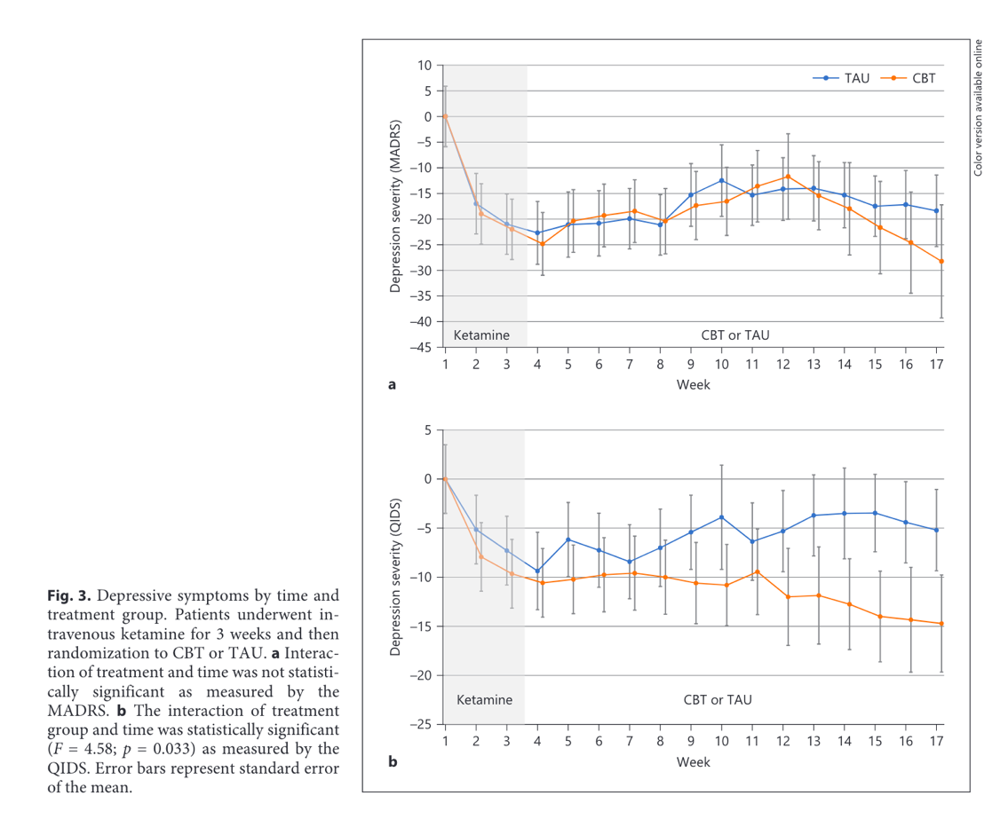 Color version available online
10
5
0
–5
–10
–15
–20
–25
–30
–35
–40
–45
Depression severity (MADRS)
TAU CBT
Ketamine CBT or TAU
1 2 3 4 5 6 7 8 9 10 11 12 13 14 15 16 17
Week
a
5
0
–5
–10
–15
–20
–25
Depression severity (QIDS)
Ketamine CBT or TAU
1 2 3 4 5 6 7 8 9 10 11 12 13 14 15 16 17
Week
b
Fig. 3. Depressive symptoms by time and
treatment group. Patients underwent in-
travenous ketamine for 3 weeks and then
randomization to CBT or TAU. a Interac-
tion of treatment and time was not statisti-
cally significant as measured by the
MADRS. b The interaction of treatment
group and time was statistically significant
(F = 4.58; p = 0.033) as measured by the
QIDS. Error bars represent standard error
of the mean.